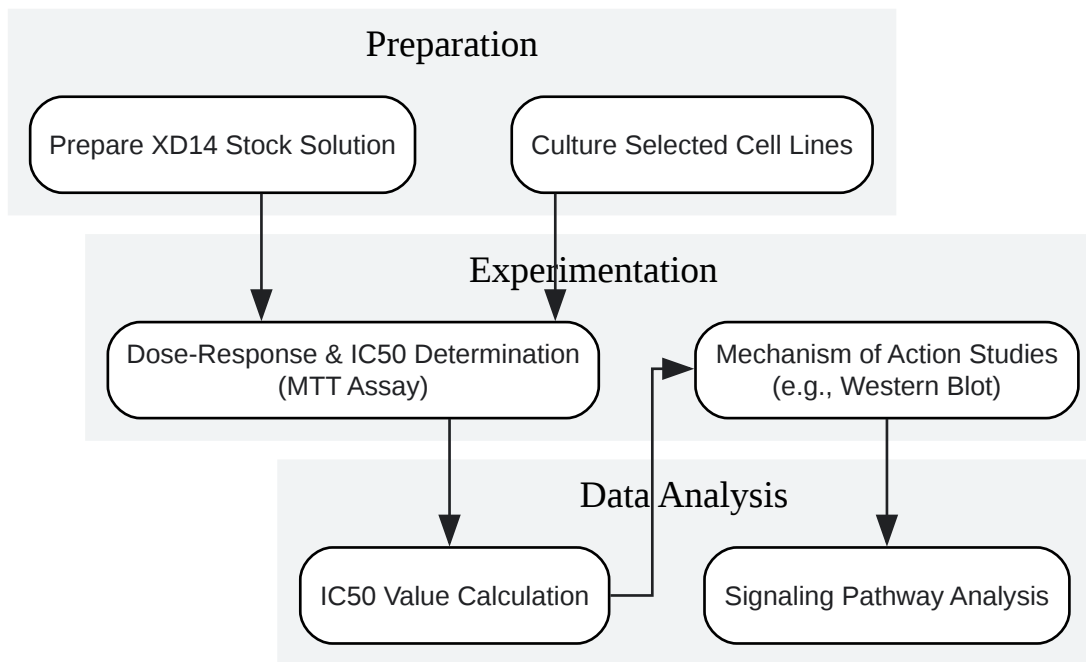 Preparation
Prepare XD14 Stock Solution
Culture Selected Cell Lines
Experimentation
Dose-Response & IC50 Determination
(MTT Assay)
Mechanism of Action Studies
(e.g., Western Blot)
Data Analysis
IC50 Value Calculation
Signaling Pathway Analysis